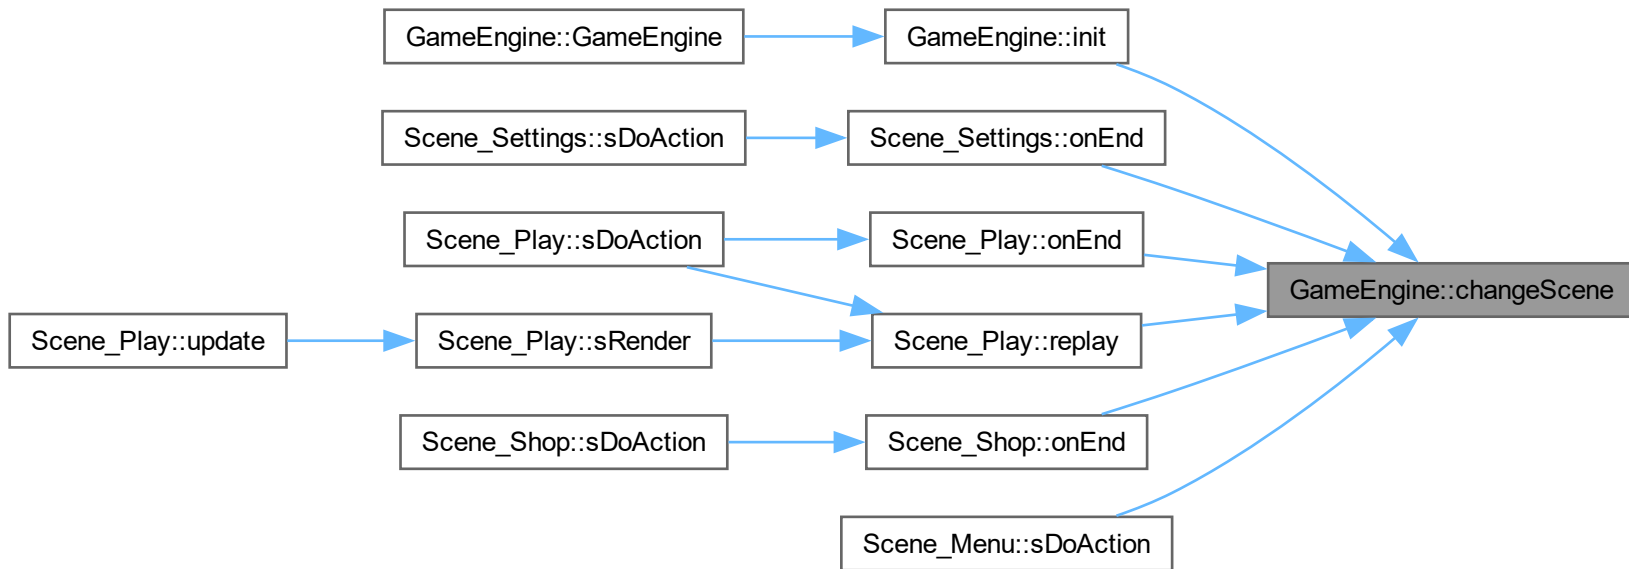 GameEngine::GameEngine
GameEngine::init
Scene_Settings::sDoAction
Scene_Settings::onEnd
Scene_Play::sDoAction
Scene_Play::onEnd
GameEngine::changeScene
Scene_Play::update
Scene_Play::sRender
Scene_Play::replay
Scene_Shop::sDoAction
Scene_Shop::onEnd
Scene_Menu::sDoAction